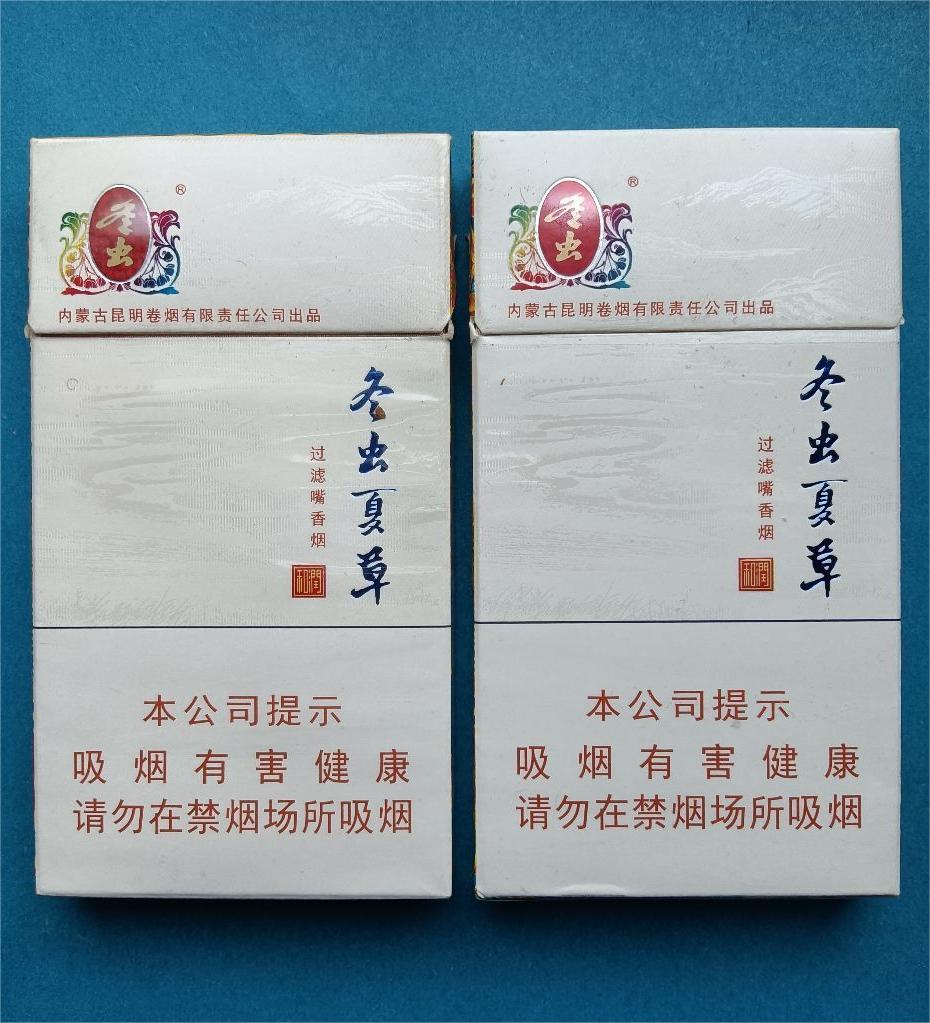 冬虫
®
内蒙古昆明卷烟有限责任公司出品
冬虫夏草
过滤嘴香烟
和润
本公司提示
吸烟有害健康
请勿在禁烟场所吸烟
冬虫
®
内蒙古昆明卷烟有限责任公司出品
冬虫夏草
过滤嘴香烟
和潤
本公司提示
吸烟有害健康
请勿在禁烟场所吸烟